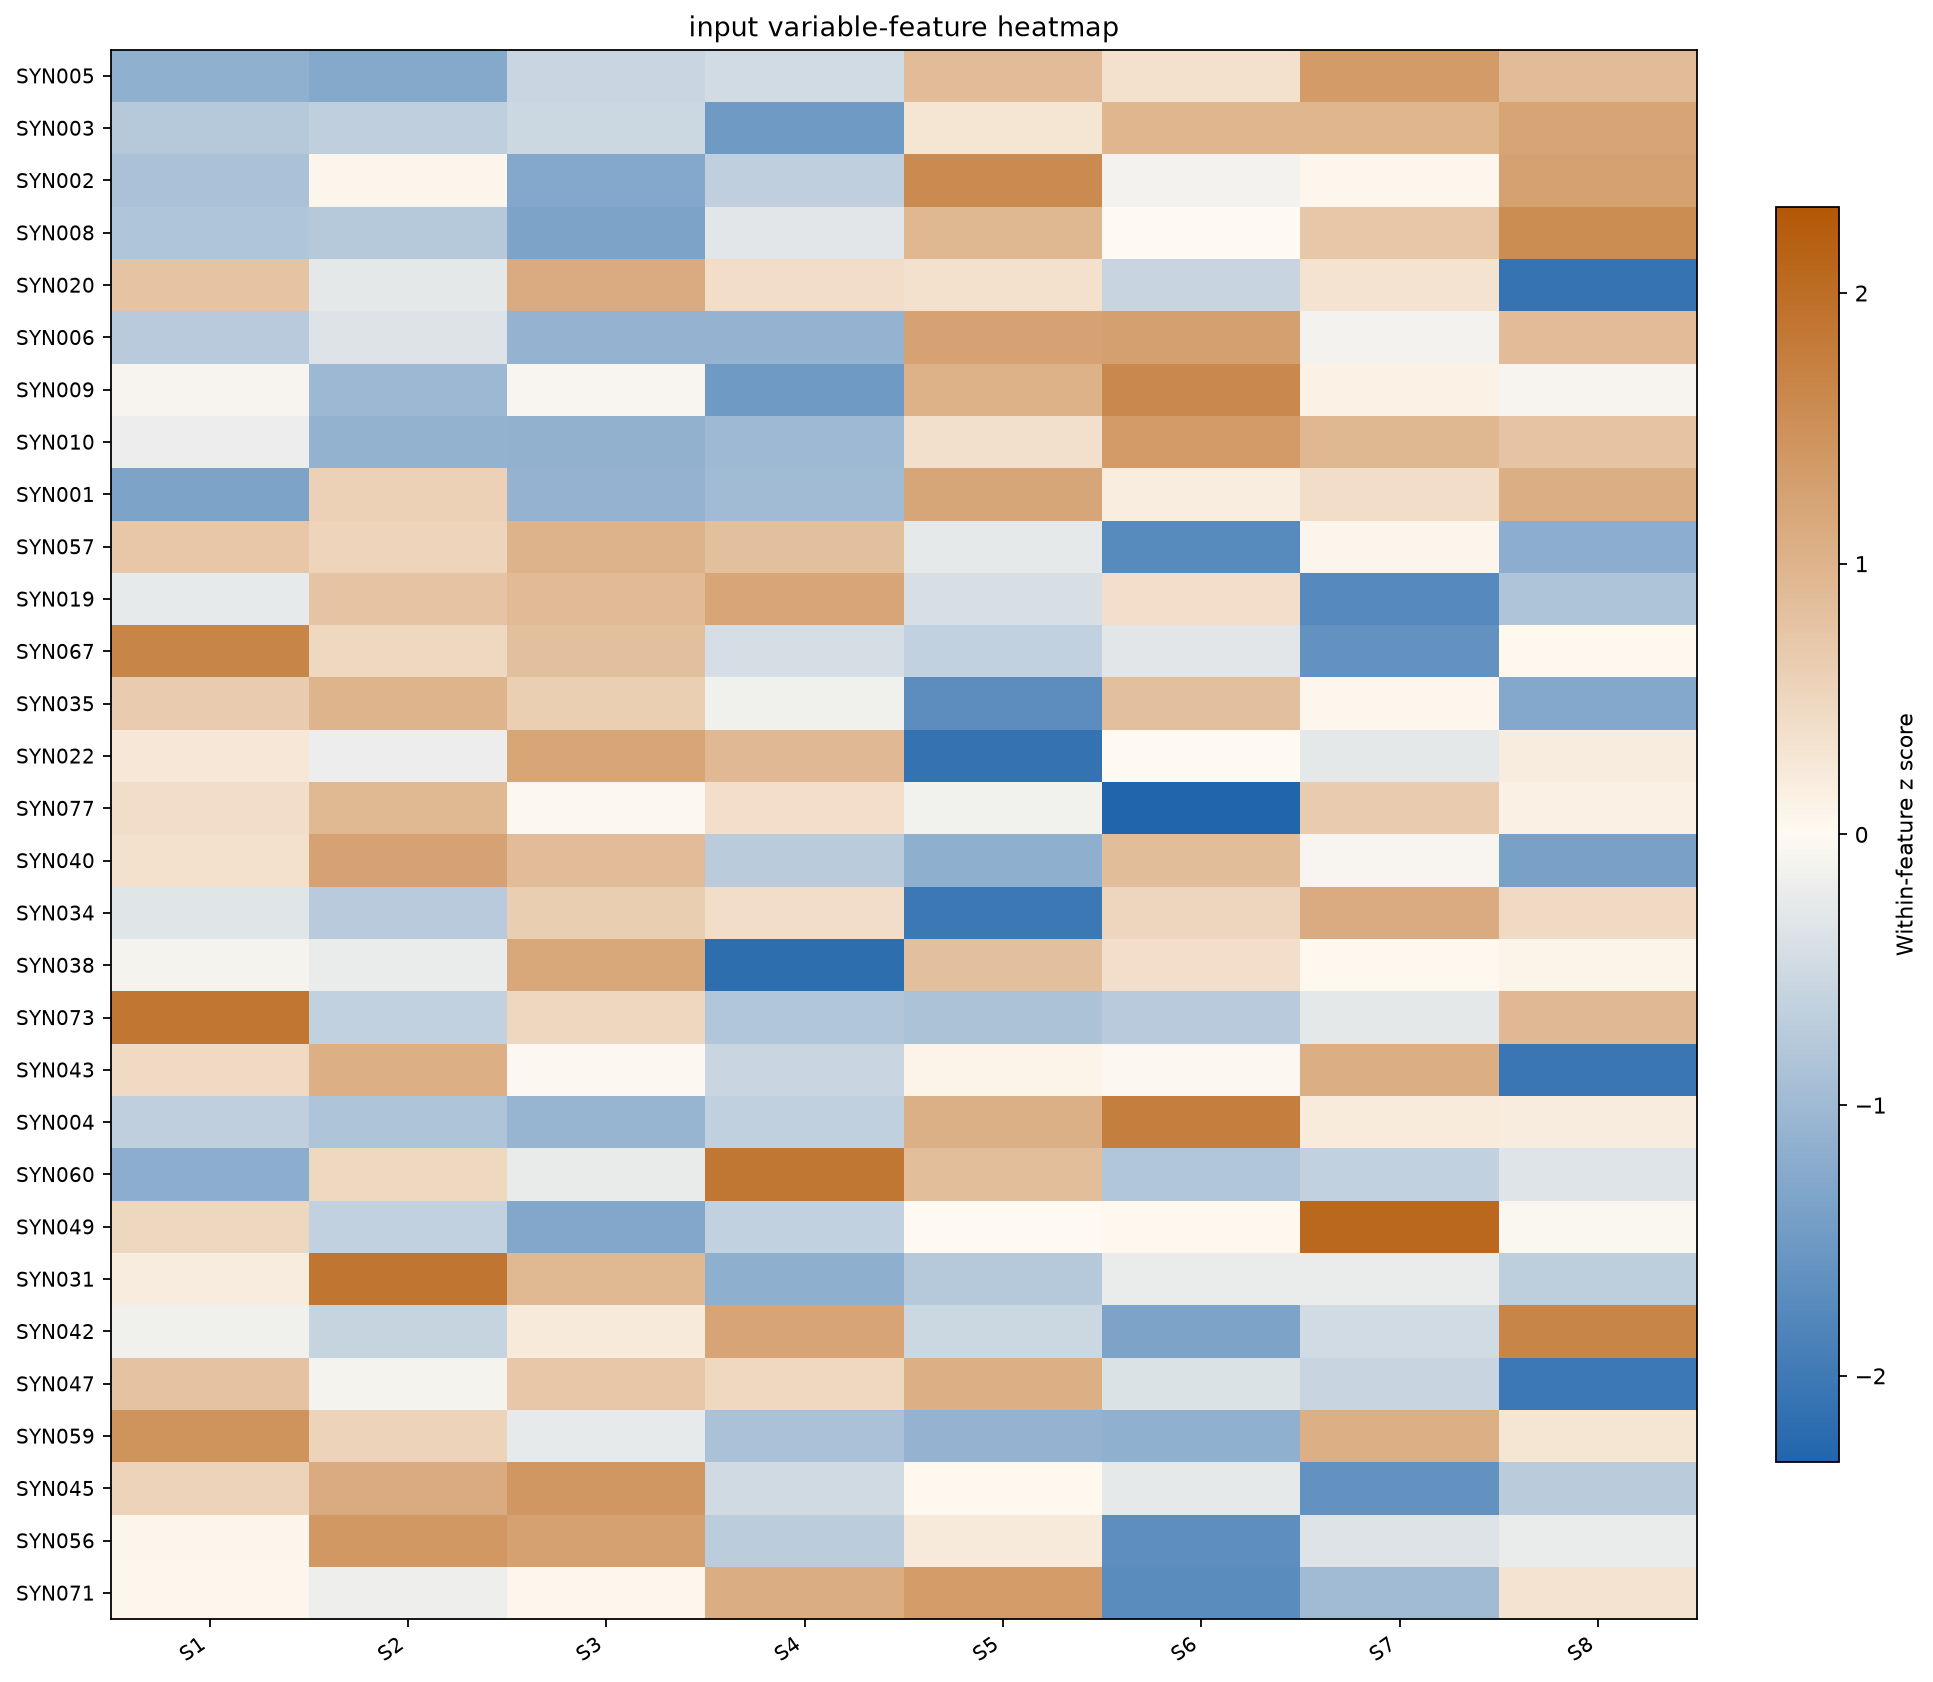 input variable-feature heatmap
SYN005
SYN003
SYN002
SYN008
SYN020
SYN006
SYN009
SYN010
SYN001
SYN057
SYN019
SYN067
SYN035
SYN022
SYN077
SYN040
SYN034
SYN038
SYN073
SYN043
SYN004
SYN060
SYN049
SYN031
SYN042
SYN047
SYN059
SYN045
SYN056
SYN071
S1 S2 S3 S4 S5 S6 S7 S8
2
1
0
−1
−2
Within-feature z score